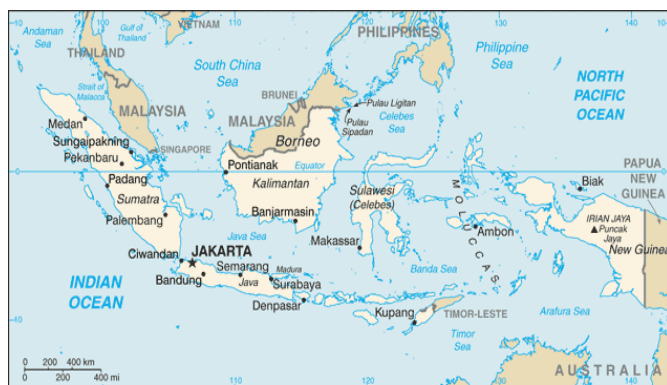 Andaman
Sea
100
Gulf of
Thailand
VIETNAM
110
120
PHILIPPINES
130
140
THAILAND
Philippine
Sea
South China
Sea
NORTH
PACIFIC
OCEAN
Strait of
Malacca
MALAYSIA
BRUNEI
MALAYSIA
Pulau Ligitan
Celebes
Sea
Pulau
Sipadan
Medan
Sungaipakning
SINGAPORE
Borneo
Pekanbaru
Pontianak
Equator
PAPUA
NEW
GUINEA
0
0
Padang
Sumatra
Kalimantan
Sulawesi
(Celebes)
MOLUCCAS
Biak
Palembang
Banjarmasin
IRIAN JAYA
Puncak
Jaya
New Guinea
Ambon
Java Sea
Makassar
Ciwandan
JAKARTA
Semarang
Madura
Banda Sea
INDIAN
OCEAN
Bandung
Java
Surabaya
Denpasar
Kupang
TIMOR-LESTE
Arafura Sea
Timor
Sea
0 200 400 km
0 200 400 mi
110
120
130
AUSTRALIA